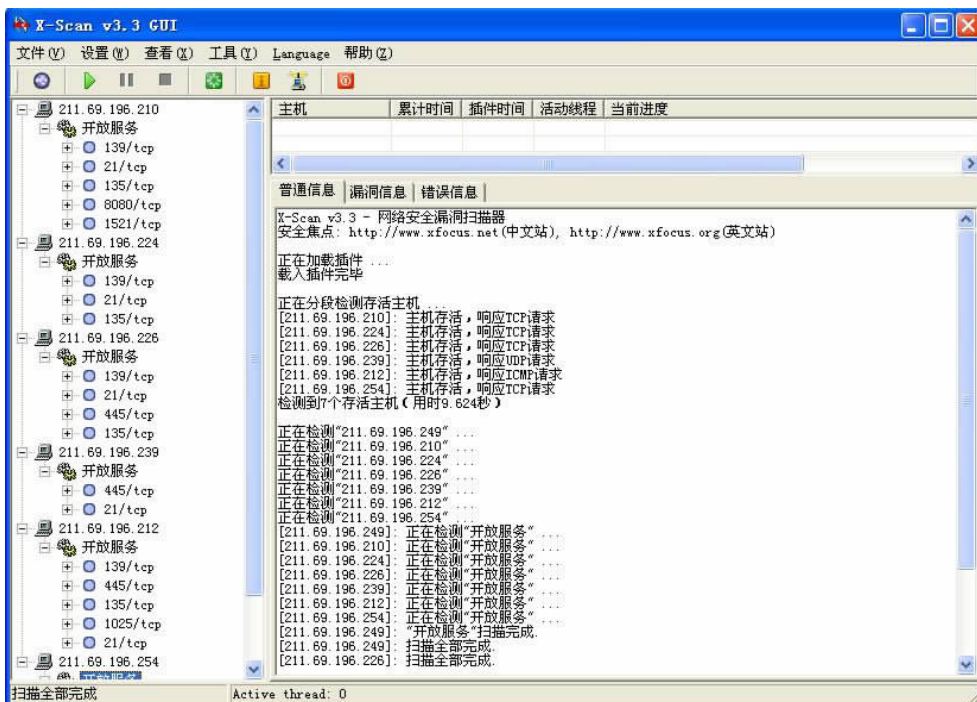 X-Scan v3.3 GUI
文件(V) 设置(W) 查看(X) 工具(Y) Language 帮助(Z)
211.69.196.210
开放服务
139/tcp
21/tcp
135/tcp
8080/tcp
1521/tcp
211.69.196.224
开放服务
139/tcp
21/tcp
135/tcp
211.69.196.226
开放服务
139/tcp
21/tcp
445/tcp
135/tcp
211.69.196.239
开放服务
445/tcp
21/tcp
211.69.196.212
开放服务
139/tcp
445/tcp
135/tcp
1025/tcp
21/tcp
211.69.196.254
开放服务
主机 累计时间 插件时间 活动线程 当前进度
普通信息 漏洞信息 错误信息
X-Scan v3.3 - 网络安全漏洞扫描器
安全焦点: http://www.xfocus.net(中文站), http://www.xfocus.org(英文站)
正在加载插件 ...
载入插件完毕
正在分段检测存活主机 ...
[211.69.196.210]: 主机存活，响应TCP请求
[211.69.196.224]: 主机存活，响应TCP请求
[211.69.196.226]: 主机存活，响应TCP请求
[211.69.196.239]: 主机存活，响应UDP请求
[211.69.196.212]: 主机存活，响应ICMP请求
[211.69.196.254]: 主机存活，响应TCP请求
检测到7个存活主机（用时9.624秒）
正在检测"211.69.196.249" ...
正在检测"211.69.196.210" ...
正在检测"211.69.196.224" ...
正在检测"211.69.196.226" ...
正在检测"211.69.196.239" ...
正在检测"211.69.196.212" ...
正在检测"211.69.196.254" ...
[211.69.196.249]: 正在检测"开放服务" ...
[211.69.196.210]: 正在检测"开放服务" ...
[211.69.196.224]: 正在检测"开放服务" ...
[211.69.196.226]: 正在检测"开放服务" ...
[211.69.196.239]: 正在检测"开放服务" ...
[211.69.196.212]: 正在检测"开放服务" ...
[211.69.196.254]: 正在检测"开放服务" ...
[211.69.196.249]: "开放服务"扫描完成.
[211.69.196.249]: 扫描全部完成.
[211.69.196.226]: 扫描全部完成.
扫描全部完成 Active thread: 0